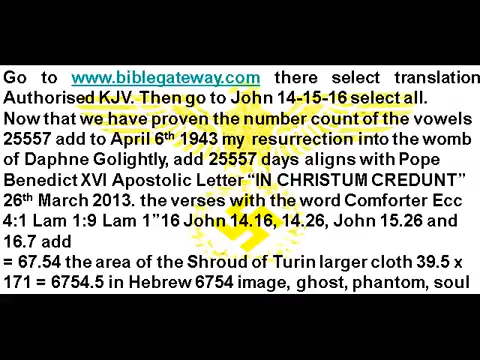 Go to www.biblegateway.com there select translation
Authorised KJV. Then go to John 14-15-16 select all.
Now that we have proven the number count of the vowels
25557 add to April 6th 1943 my resurrection into the womb
of Daphne Golightly, add 25557 days aligns with Pope
Benedict XVI Apostolic Letter “IN CHRISTUM CREDUNT”
26th March 2013. the verses with the word Comforter Ecc
4:1 Lam 1:9 Lam 1”16 John 14.16, 14.26, John 15.26 and
16.7 add
= 67.54 the area of the Shroud of Turin larger cloth 39.5 x
171 = 6754.5 in Hebrew 6754 image, ghost, phantom, soul